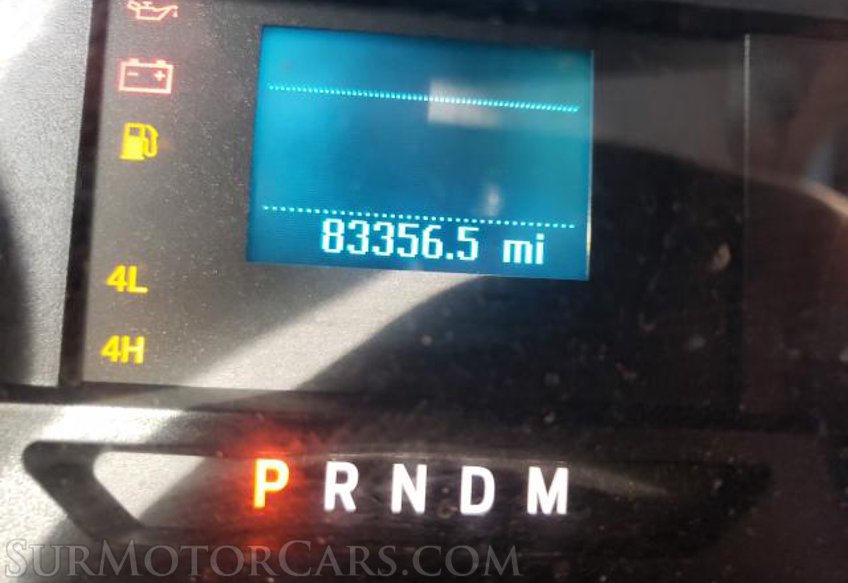 83356.5 mi
4L
4H
P R N D M
SURMOTORCARS.COM